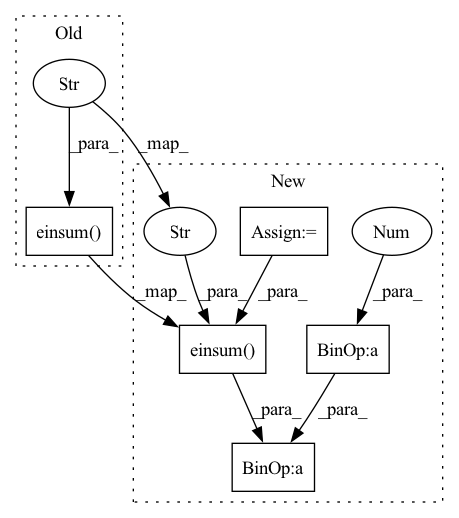 Old
Str
_para_
_map_
New
einsum()
Str
Assign:=
Num
_map_
_para_
_para_
_para_
einsum()
BinOp:a
_para_
_para_
BinOp:a